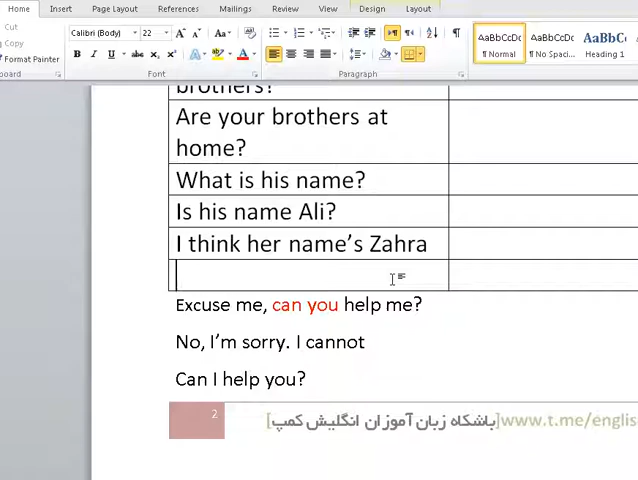 Home Insert Page Layout References Mailings Review View Design Layout
Cut
Copy
Format Painter
Calibri (Body) 22
AaBbCcDc AaBbCcDc AaBbCc
¶ Normal ¶ No Spaci... Heading 1
Font
Paragraph
brothers?
Are your brothers at
home?
What is his name?
Is his name Ali?
I think her name's Zahra
Excuse me, can you help me?
No, I'm sorry. I cannot
Can I help you?
2
[باشگاه زبان آموزان انگلیش کمپ]www.t.me/englis